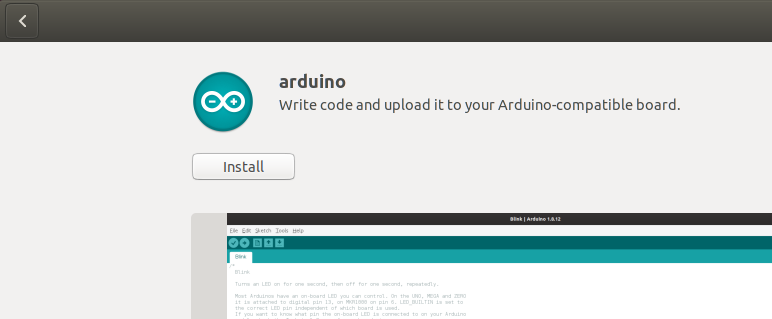 arduino
Write code and upload it to your Arduino-compatible board.
Install
Blink | Arduino 1.8.12
File Edit Sketch Tools Help
Blink
/*
Blink
Turns an LED on for one second, then off for one second, repeatedly.
Most Arduinos have an on-board LED you can control. On the UNO, MEGA and ZERO
it is attached to digital pin 13, on MKR1000 on pin 6. LED_BUILTIN is set to
the correct LED pin independent of which board is used.
If you want to know what pin the on-board LED is connected to on your Arduino